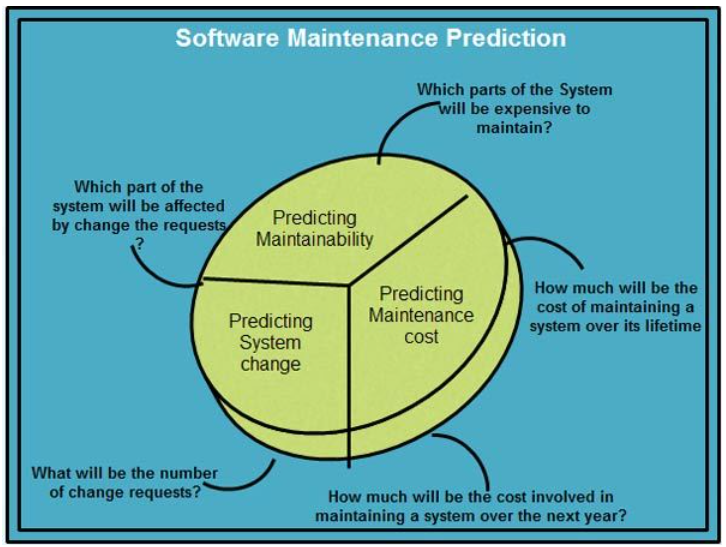 Software Maintenance Prediction
Which parts of the System
will be expensive to
maintain?
Which part of the
system will be affected
by change the requests
?
Predicting
Maintainability
Predicting
Maintenance
cost
Predicting
System
change
How much will be the
cost of maintaining a
system over its lifetime
What will be the number
of change requests?
How much will be the cost involved in
maintaining a system over the next year?